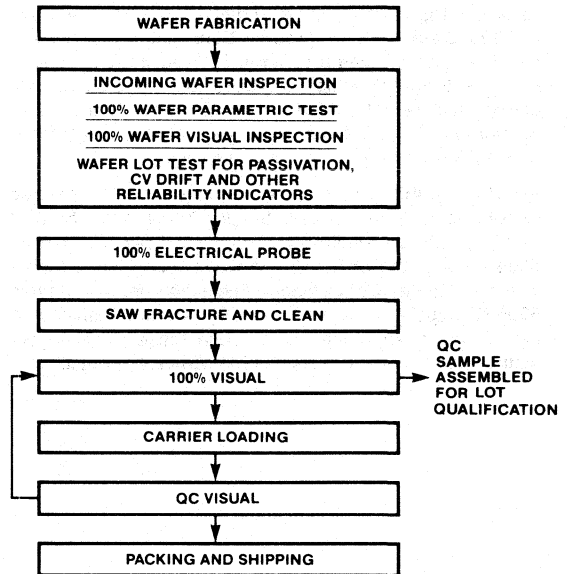 WAFER FABRICATION
INCOMING WAFER INSPECTION
100% WAFER PARAMETRIC TEST
100% WAFER VISUAL INSPECTION
WAFER LOT TEST FOR PASSIVATION,
CV DRIFT AND OTHER
RELIABILITY INDICATORS
100% ELECTRICAL PROBE
SAW FRACTURE AND CLEAN
100% VISUAL
QC
SAMPLE
ASSEMBLED
FOR LOT
QUALIFICATION
CARRIER LOADING
QC VISUAL
PACKING AND SHIPPING